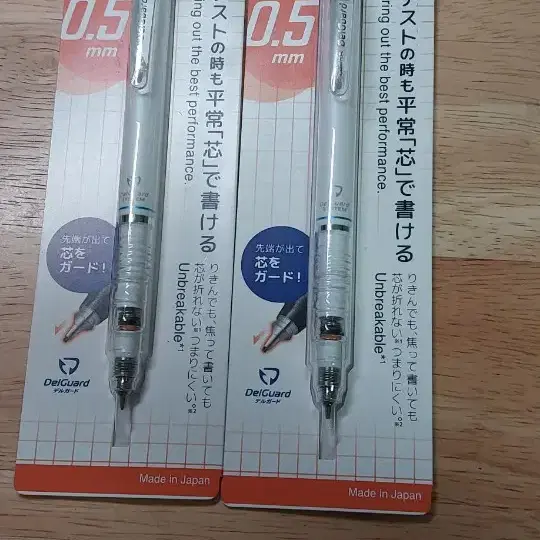 0.5
mm
テストの時も平常「芯」で書ける
ring out the best performance.
先端が出て
芯を
ガード!
りきんでも、焦って書いても
芯が折れない※1つまりにくい。※2
Unbreakable*1
DelGuard
デルガード
Made in Japan
0.5
mm
DelGuard
テストの時も平常「芯」で書ける
ring out the best performance.
DelGuard
SYSTEM
先端が出て
芯を
ガード!
りきんでも、焦って書いても
芯が折れない※1つまりにくい。※2
Unbreakable*1
DelGuard
デルガード
Made in Japan